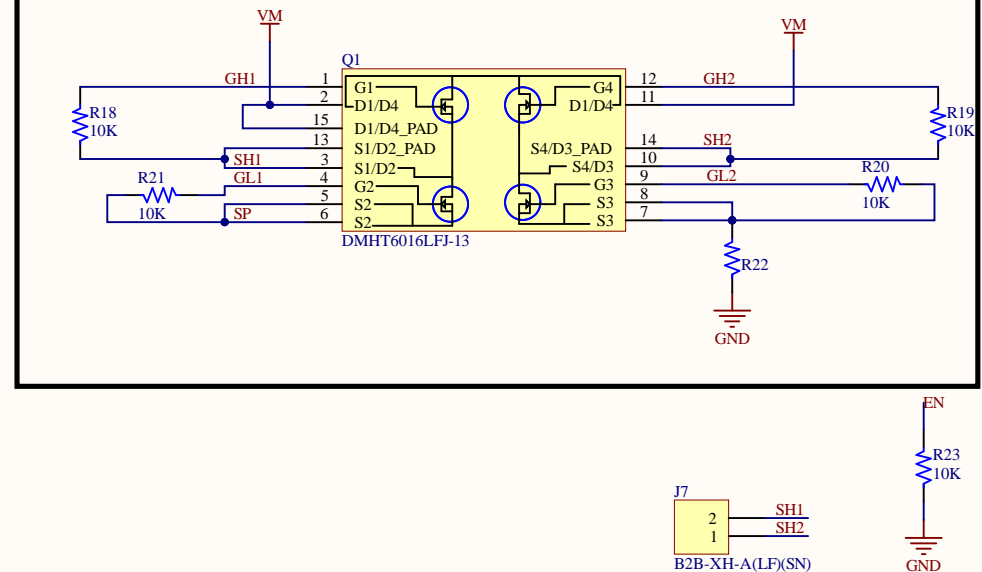 VM
VM
Q1
GH1
1
G1
G4
12
GH2
R18
10K
2
D1/D4
D1/D4
11
R19
10K
15
D1/D4_PAD
13
S1/D2_PAD
S4/D3_PAD
14
SH2
SH1
3
S1/D2
S4/D3
10
R21
10K
GL1
4
G2
G3
9
GL2
R20
10K
5
S2
S3
8
SP
6
S2
S3
7
DMHT6016LFJ-13
R22
GND
EN
R23
10K
GND
J7
2
SH1
1
SH2
B2B-XH-A(LF)(SN)